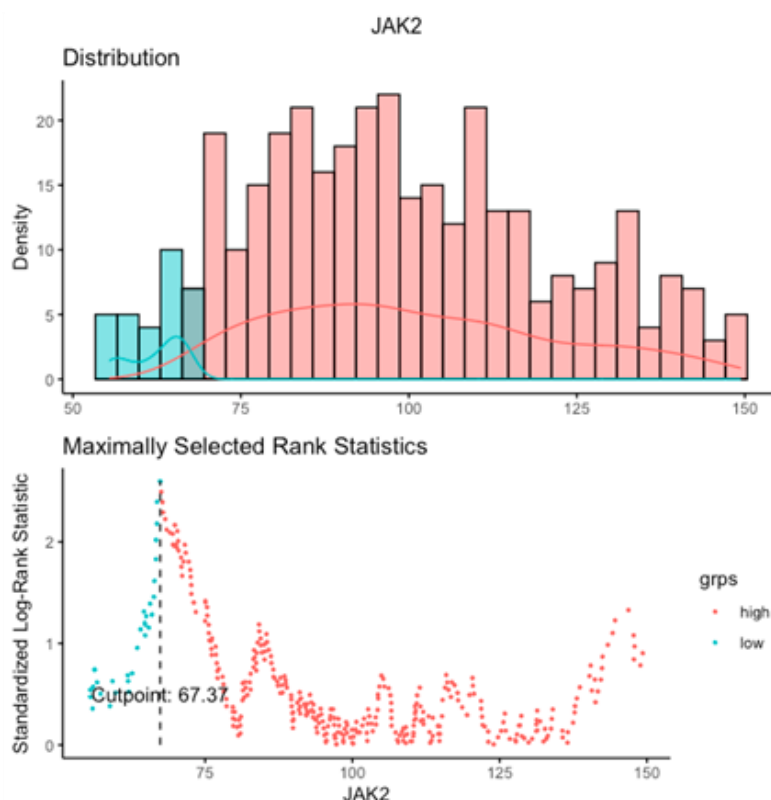 JAK2
Distribution
Density
20
15
10
5
0
50 75 100 125 150
Maximally Selected Rank Statistics
Standardized Log-Rank Statistic
2
1
0
Cutpoint: 67.37
75 100 125 150
JAK2
grps
high
low